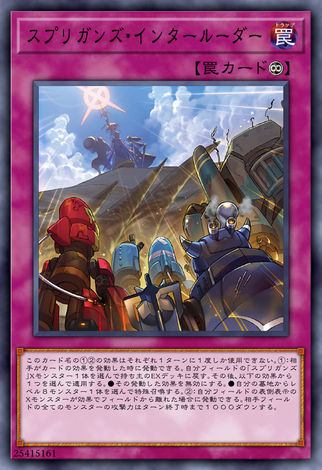 スプリガンズ・インタールーダー
トラップ
罠
【罠カード】
このカード名の①②の効果はそれぞれ１ターンに１度しか使用できない。①:相
手がカードの効果を発動した時に発動できる。自分フィールドの「スプリガンズ
」Xモンスター１体を選んで持ち主のEXデッキに戻す。その後、以下の効果から
１つを選んで適用する。●その発動した効果を無効にする。●自分の墓地からレ
ベル８モンスター１体を選んで特殊召喚する。②:自分フィールドの表側表示の
Xモンスターが効果でフィールドから離れた場合に発動できる。相手フィール
ドの全てのモンスターの攻撃力はターン終了時まで１０００ダウンする。
25415161